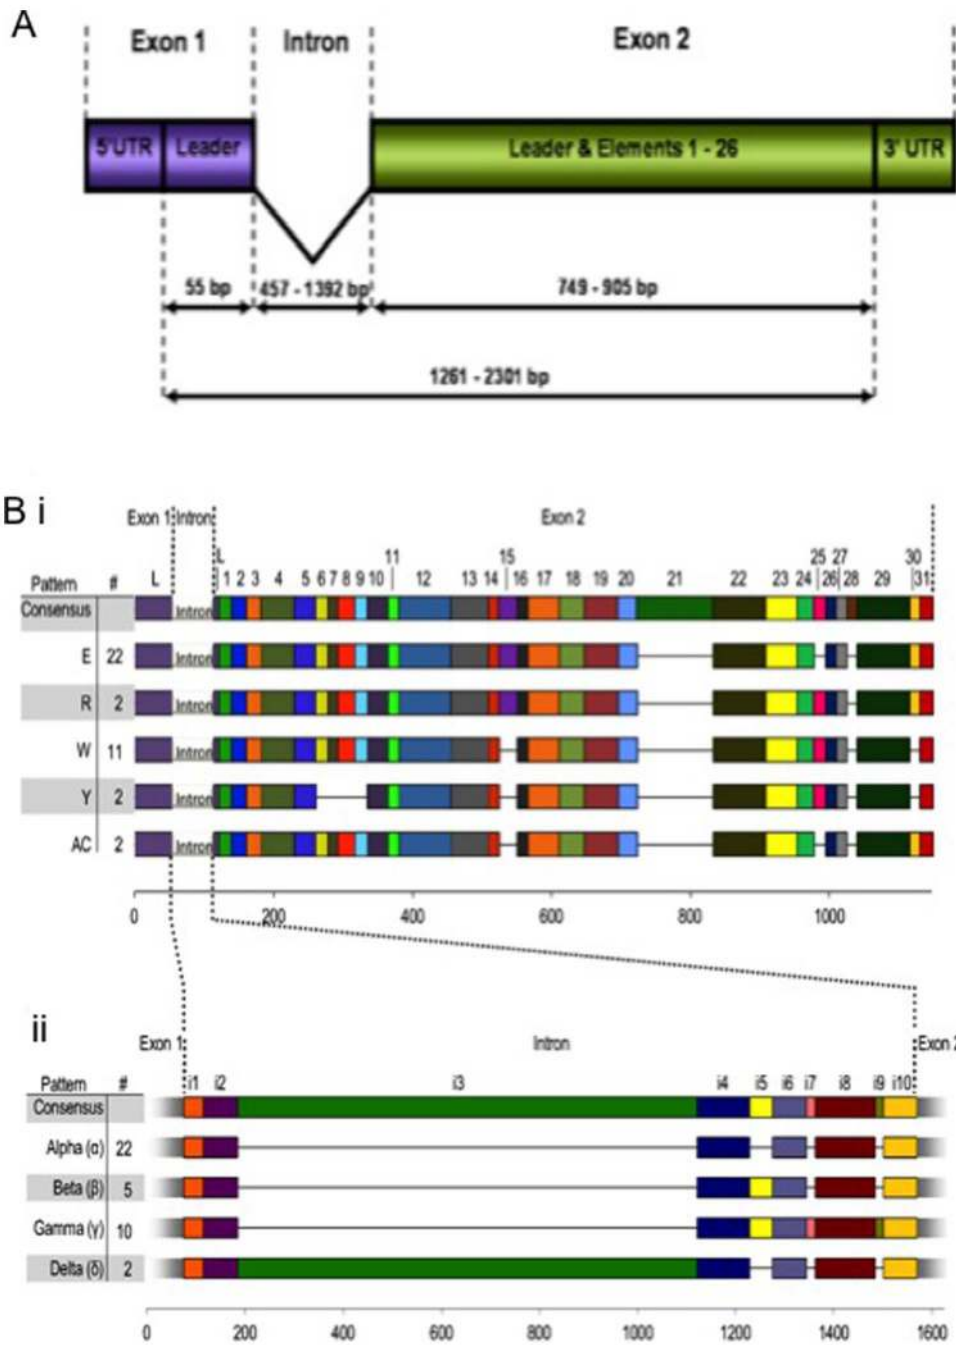 A
Exon 1 Intron Exon 2
5'UTR Leader Leader & Elements 1 - 26 3' UTR
55 bp 457 - 1392 bp 749 - 905 bp
1261 - 2301 bp
B i
Exon 1 Intron Exon 2
L 11 15 25 27 30
Pattern # L 1 2 3 4 5 6 7 8 9 10 12 13 14 16 17 18 19 20 21 22 23 24 26 28 29 31
Consensus Intron
E 22 Intron
R 2 Intron
W 11 Intron
Y 2 Intron
AC 2 Intron
0 200 400 600 800 1000
ii
Exon 1 Intron Exon 2
Pattern # i1 i2 i3 i4 i5 i6 i7 i8 i9 i10
Consensus
Alpha (α) 22
Beta (β) 5
Gamma (γ) 10
Delta (δ) 2
0 200 400 600 800 1000 1200 1400 1600